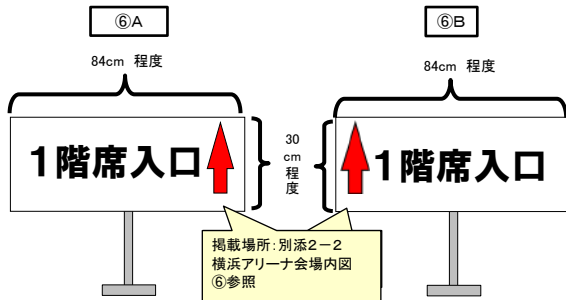 ⑥A
⑥B
84cm 程度
84cm 程度
1階席入口
30
cm
程
度
1階席入口
掲載場所:別添2-2
横浜アリーナ会場内図
⑥参照